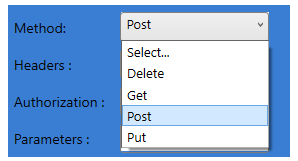 Method: Post
Select...
Headers :
Delete
Get
Authorization :
Post
Parameters :
Put